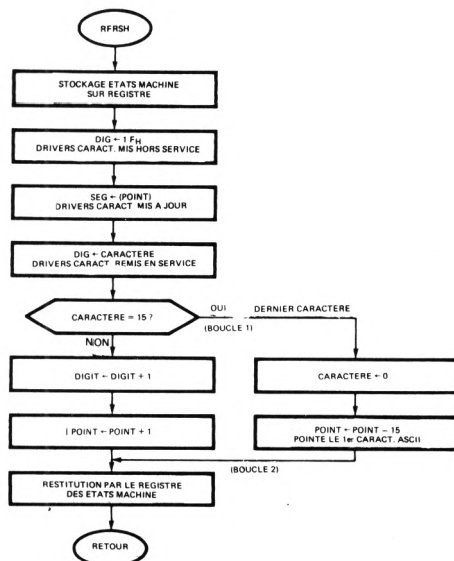 RFRSH
STOCKAGE ETATS MACHINE
SUR REGISTRE
DIG ← 1 FH
DRIVERS CARACT. MIS HORS SERVICE
SEG ← (POINT)
DRIVERS CARACT. MIS A JOUR
DIG ← CARACTERE
DRIVERS CARACT. REMIS EN SERVICE
CARACTERE = 15 ?
OUI
DERNIER CARACTERE
(BOUCLE 1)
NON
DIGIT ← DIGIT + 1
CARACTERE ← 0
| POINT ← POINT + 1
POINT ← POINT − 15
POINTE LE 1er CARACT. ASCII
(BOUCLE 2)
RESTITUTION PAR LE REGISTRE
DES ETATS MACHINE
RETOUR